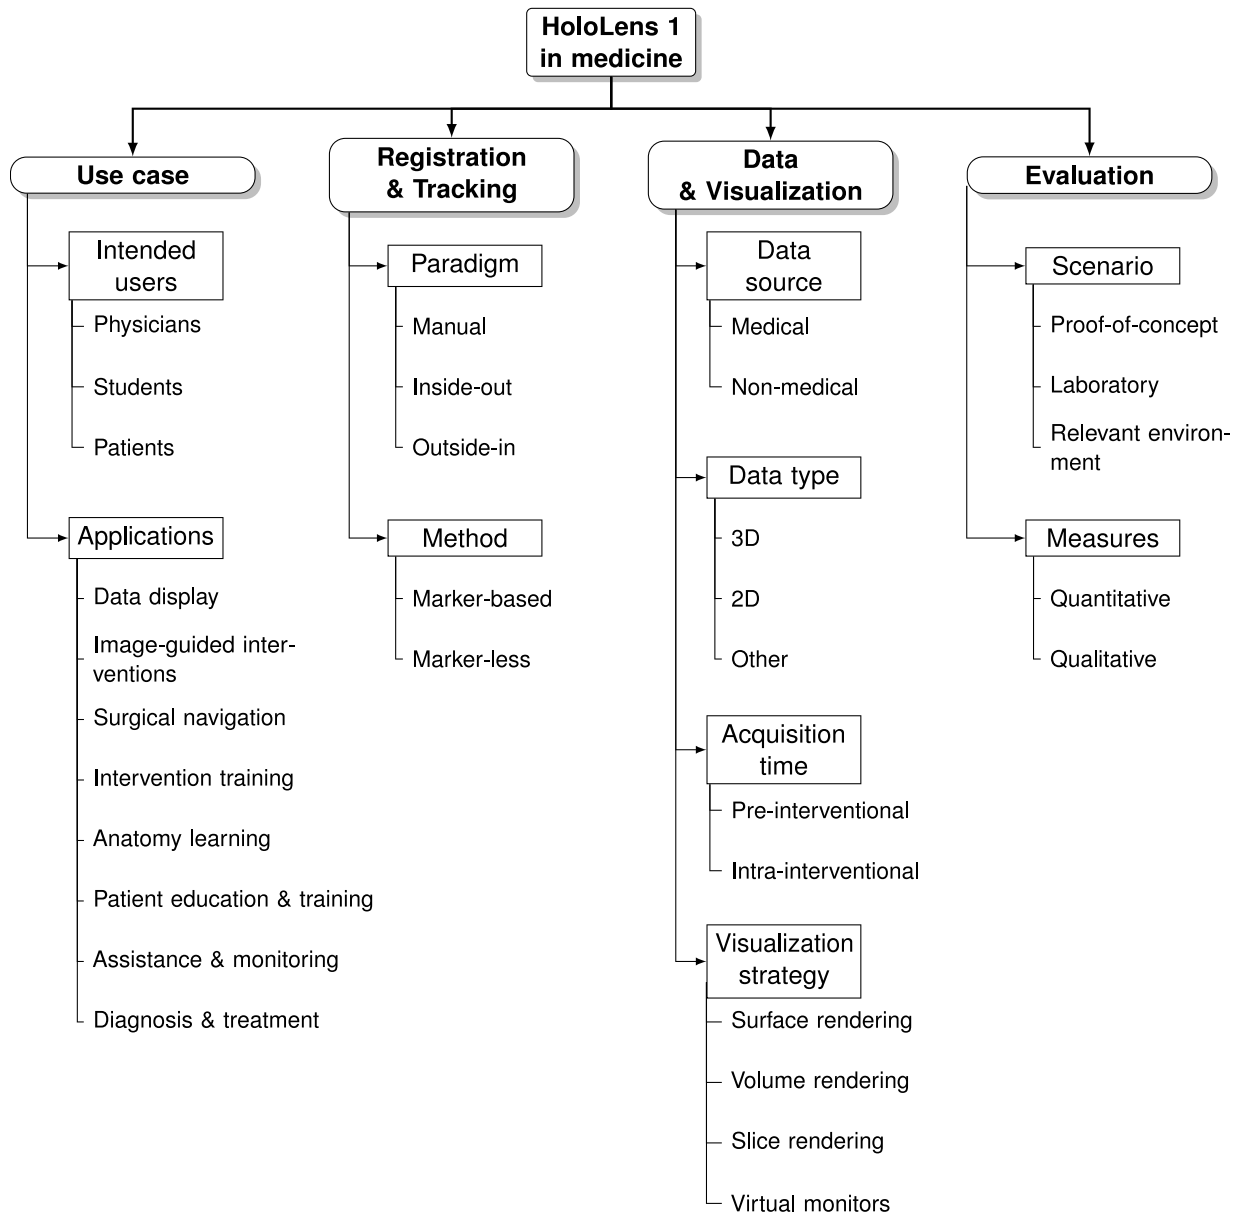 HoloLens 1
in medicine
Use case
Intended
users
Physicians
Students
Patients
Applications
Data display
Image-guided inter-
ventions
Surgical navigation
Intervention training
Anatomy learning
Patient education & training
Assistance & monitoring
Diagnosis & treatment
Registration
& Tracking
Paradigm
Manual
Inside-out
Outside-in
Method
Marker-based
Marker-less
Data
& Visualization
Data
source
Medical
Non-medical
Data type
3D
2D
Other
Acquisition
time
Pre-interventional
Intra-interventional
Visualization
strategy
Surface rendering
Volume rendering
Slice rendering
Virtual monitors
Evaluation
Scenario
Proof-of-concept
Laboratory
Relevant environ-
ment
Measures
Quantitative
Qualitative